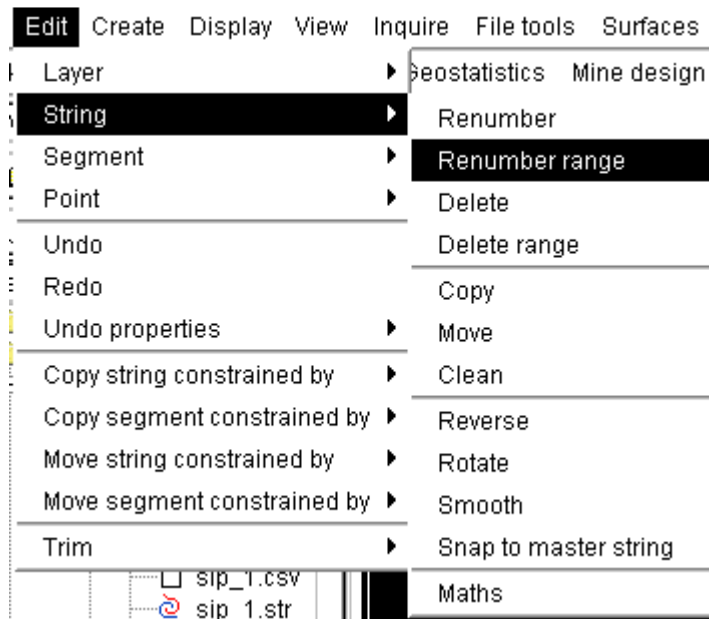 Edit Create Display View Inquire File tools Surfaces
Layer
Geostatistics Mine design
String
Segment
Point
Undo
Redo
Undo properties
Copy string constrained by
Copy segment constrained by
Move string constrained by
Move segment constrained by
Trim
Renumber
Renumber range
Delete
Delete range
Copy
Move
Clean
Reverse
Rotate
Smooth
Snap to master string
Maths
sip_1.csv
sip_1.str